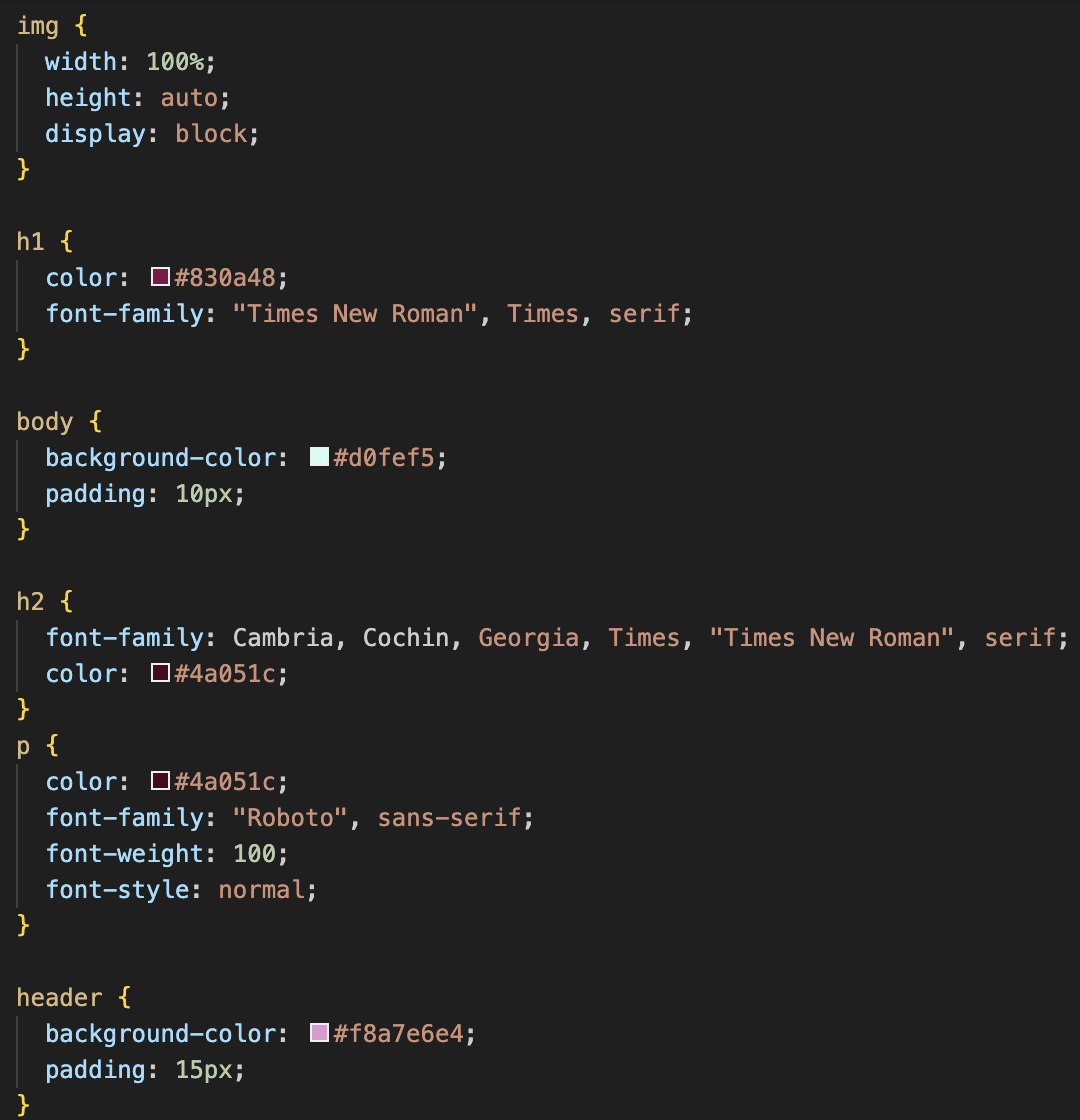 img {
  width: 100%;
  height: auto;
  display: block;
}

h1 {
  color: #830a48;
  font-family: "Times New Roman", Times, serif;
}

body {
  background-color: #d0fef5;
  padding: 10px;
}

h2 {
  font-family: Cambria, Cochin, Georgia, Times, "Times New Roman", serif;
  color: #4a051c;
}
p {
  color: #4a051c;
  font-family: "Roboto", sans-serif;
  font-weight: 100;
  font-style: normal;
}

header {
  background-color: #f8a7e6e4;
  padding: 15px;
}